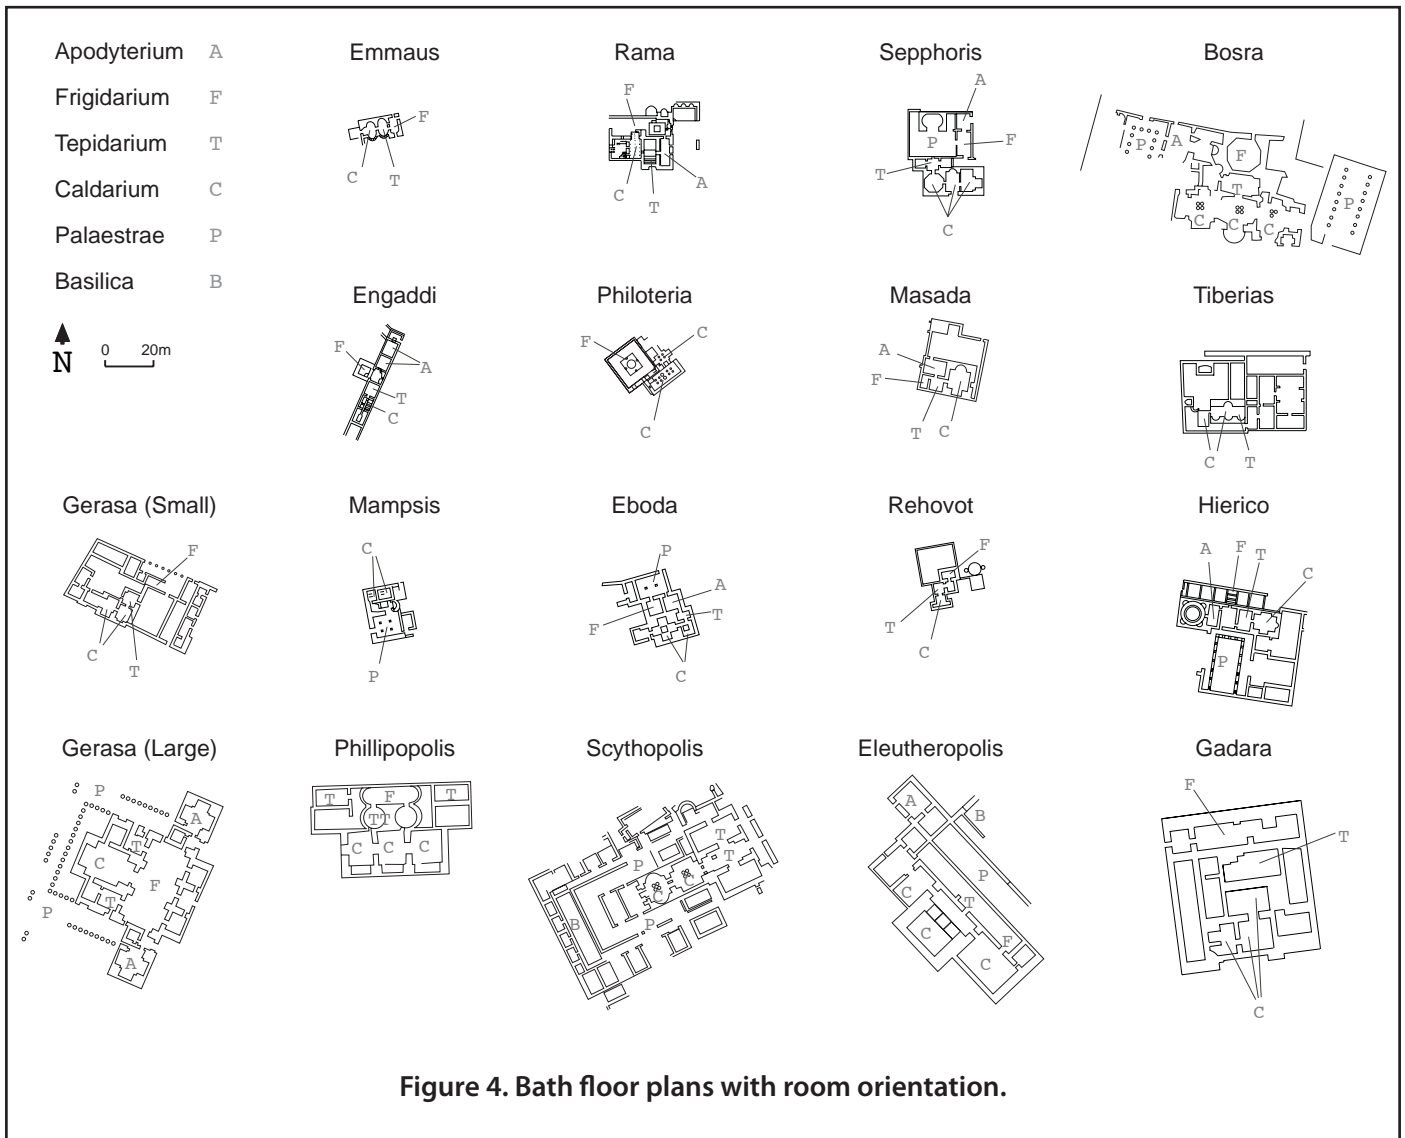 Apodyterium A
Frigidarium F
Tepidarium T
Caldarium C
Palaestrae P
Basilica B
N
0 20m
Emmaus
F
C
T
Rama
F
C
T
A
Sepphoris
A
P
F
T
C
Bosra
P
A
F
T
P
C
C
C
Engaddi
F
A
T
C
Philoteria
F
C
C
Masada
A
F
T
C
Tiberias
C
T
Gerasa (Small)
F
C
T
Mampsis
C
P
Eboda
P
A
F
T
C
Rehovot
F
T
C
Hierico
A
F
T
C
P
Gerasa (Large)
P
A
T
C
F
T
P
A
Phillipopolis
T
F
T
TT
C
C
C
Scythopolis
T
T
P
C
C
B
P
Eleutheropolis
A
B
P
C
T
C
F
C
Gadara
F
T
C
Figure 4. Bath floor plans with room orientation.